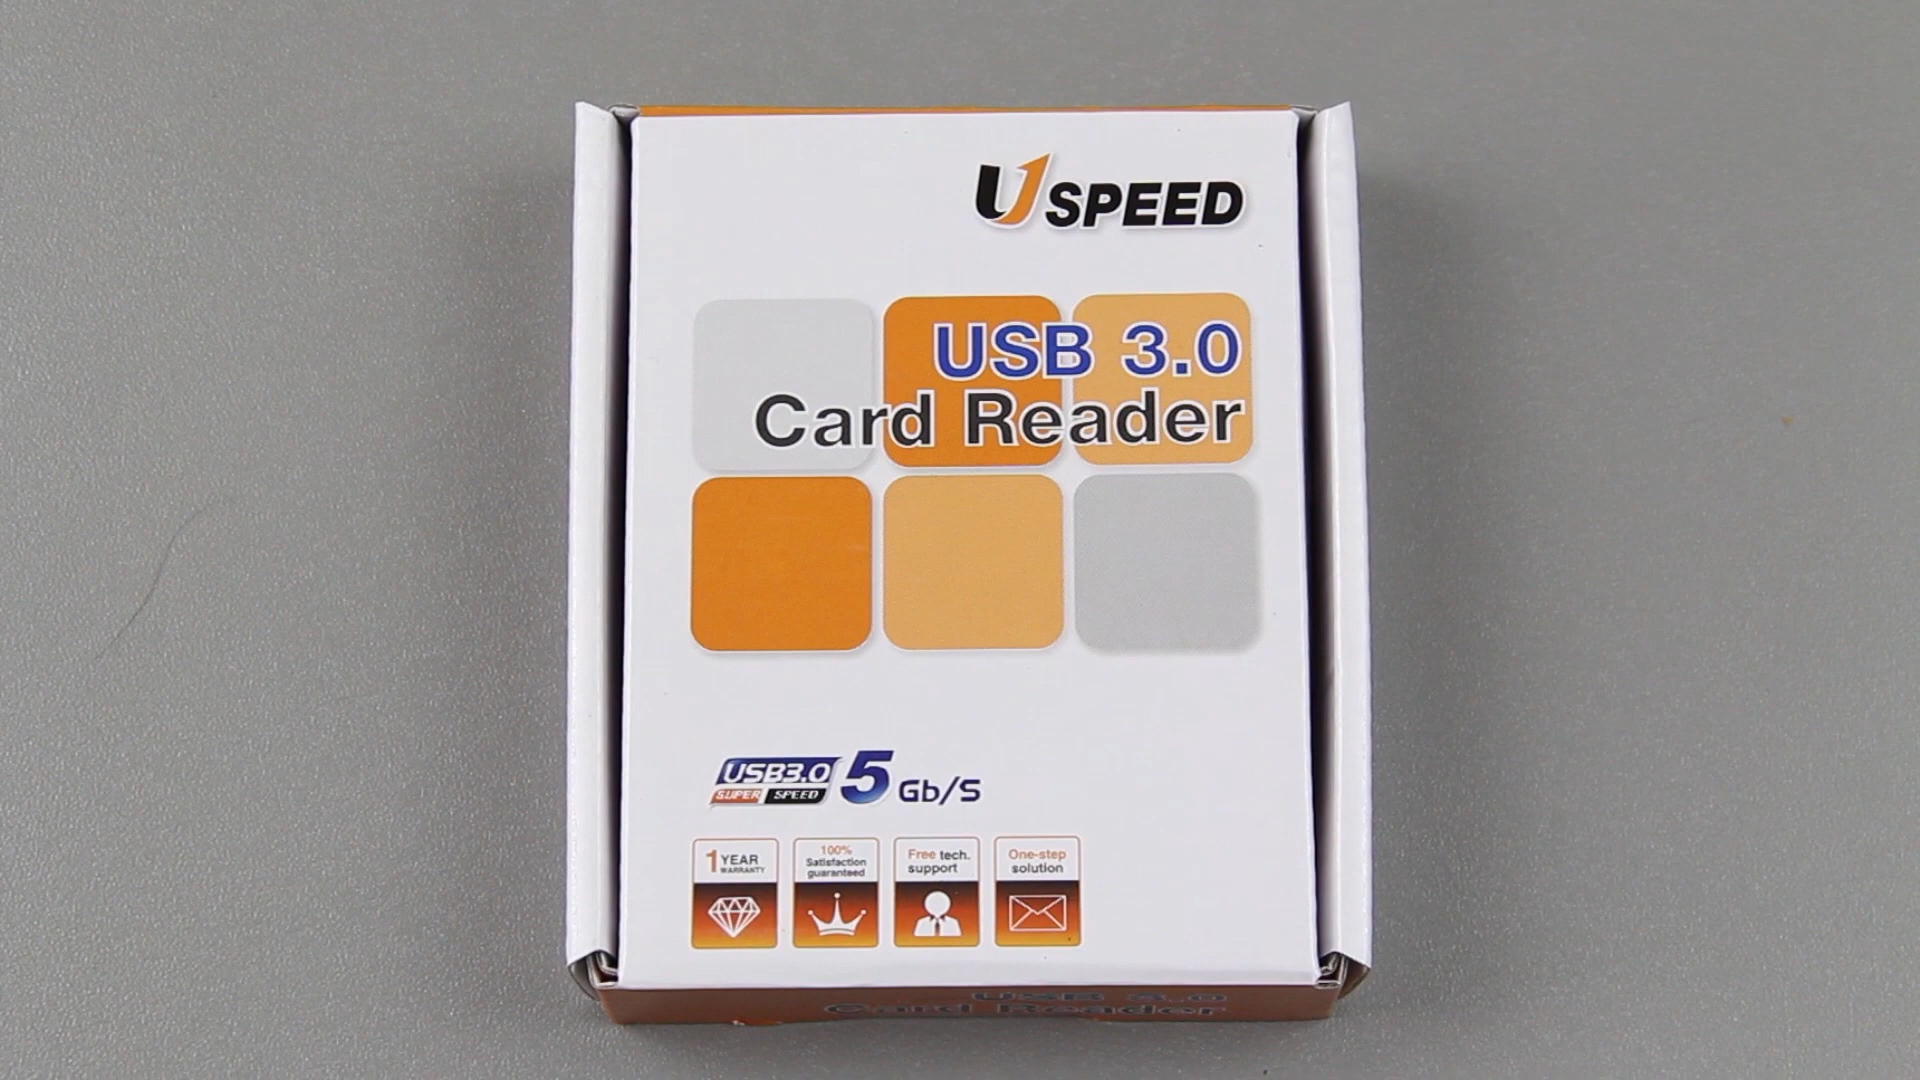 USPEED
USB 3.0
Card Reader
USB3.0 5 Gb/S
SUPER SPEED
1 YEAR
WARRANTY
100%
Satisfaction
guaranteed
Free tech.
support
One-step
solution
USB 3.0
Card Reader